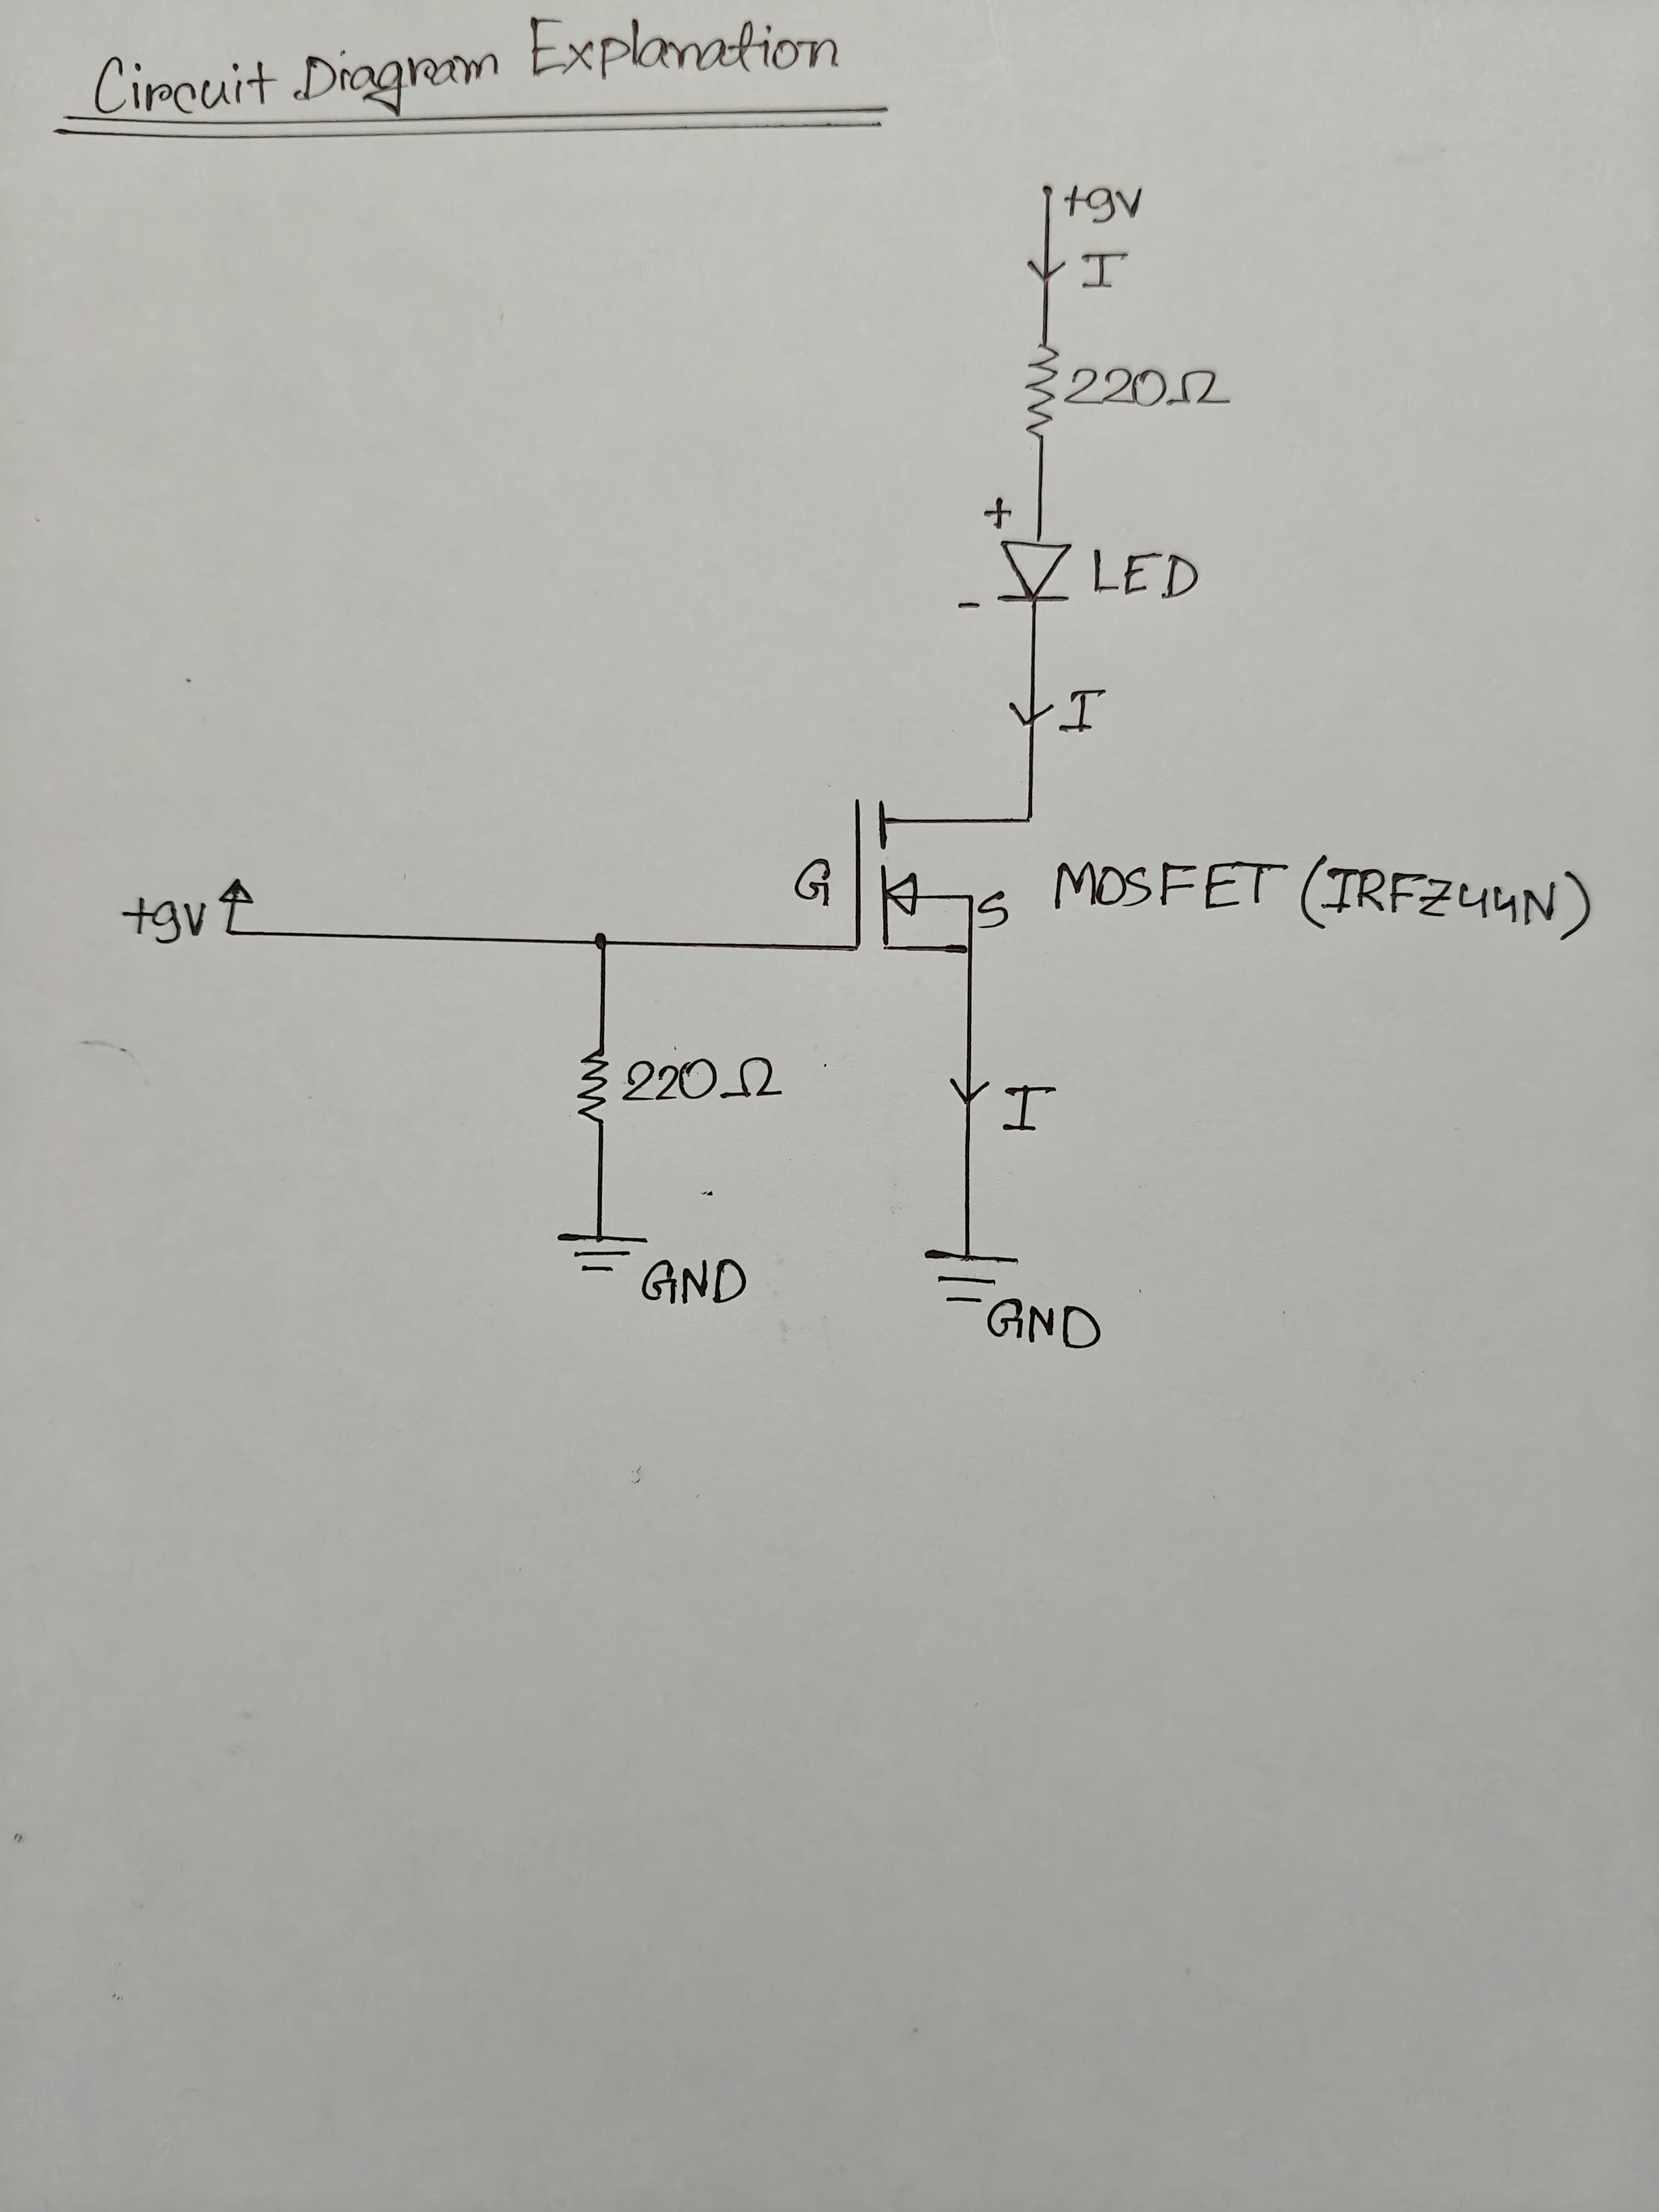 Circuit Diagram Explanation
+9V
I
220Ω
+
LED
-
I
G
MOSFET (IRFZ44N)
S
+9V
220Ω
I
GND
GND